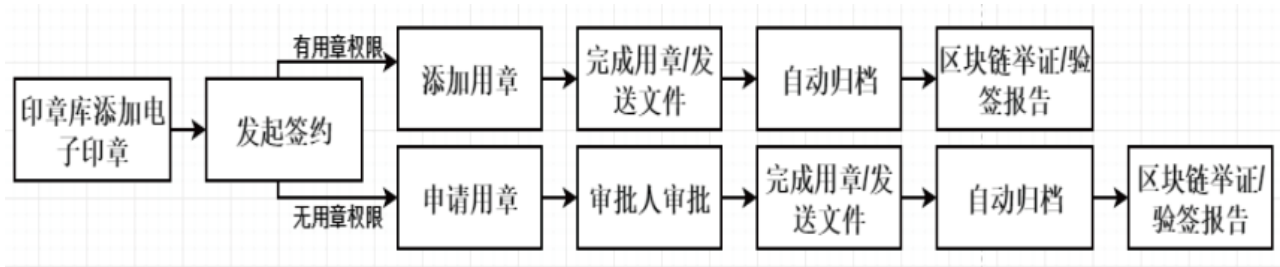 印章库添加电
子印章
发起签约
有用章权限
添加用章
完成用章/发
送文件
自动归档
区块链举证/验
签报告
无用章权限
申请用章
审批人审批
完成用章/发
送文件
自动归档
区块链举证/
验签报告